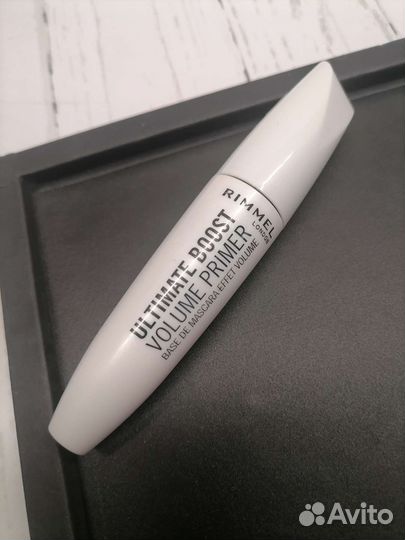 RIMMEL
LONDON
ULTIMATE BOOST
VOLUME PRIMER
BASE DE MASCARA EFFET VOLUME
Avito